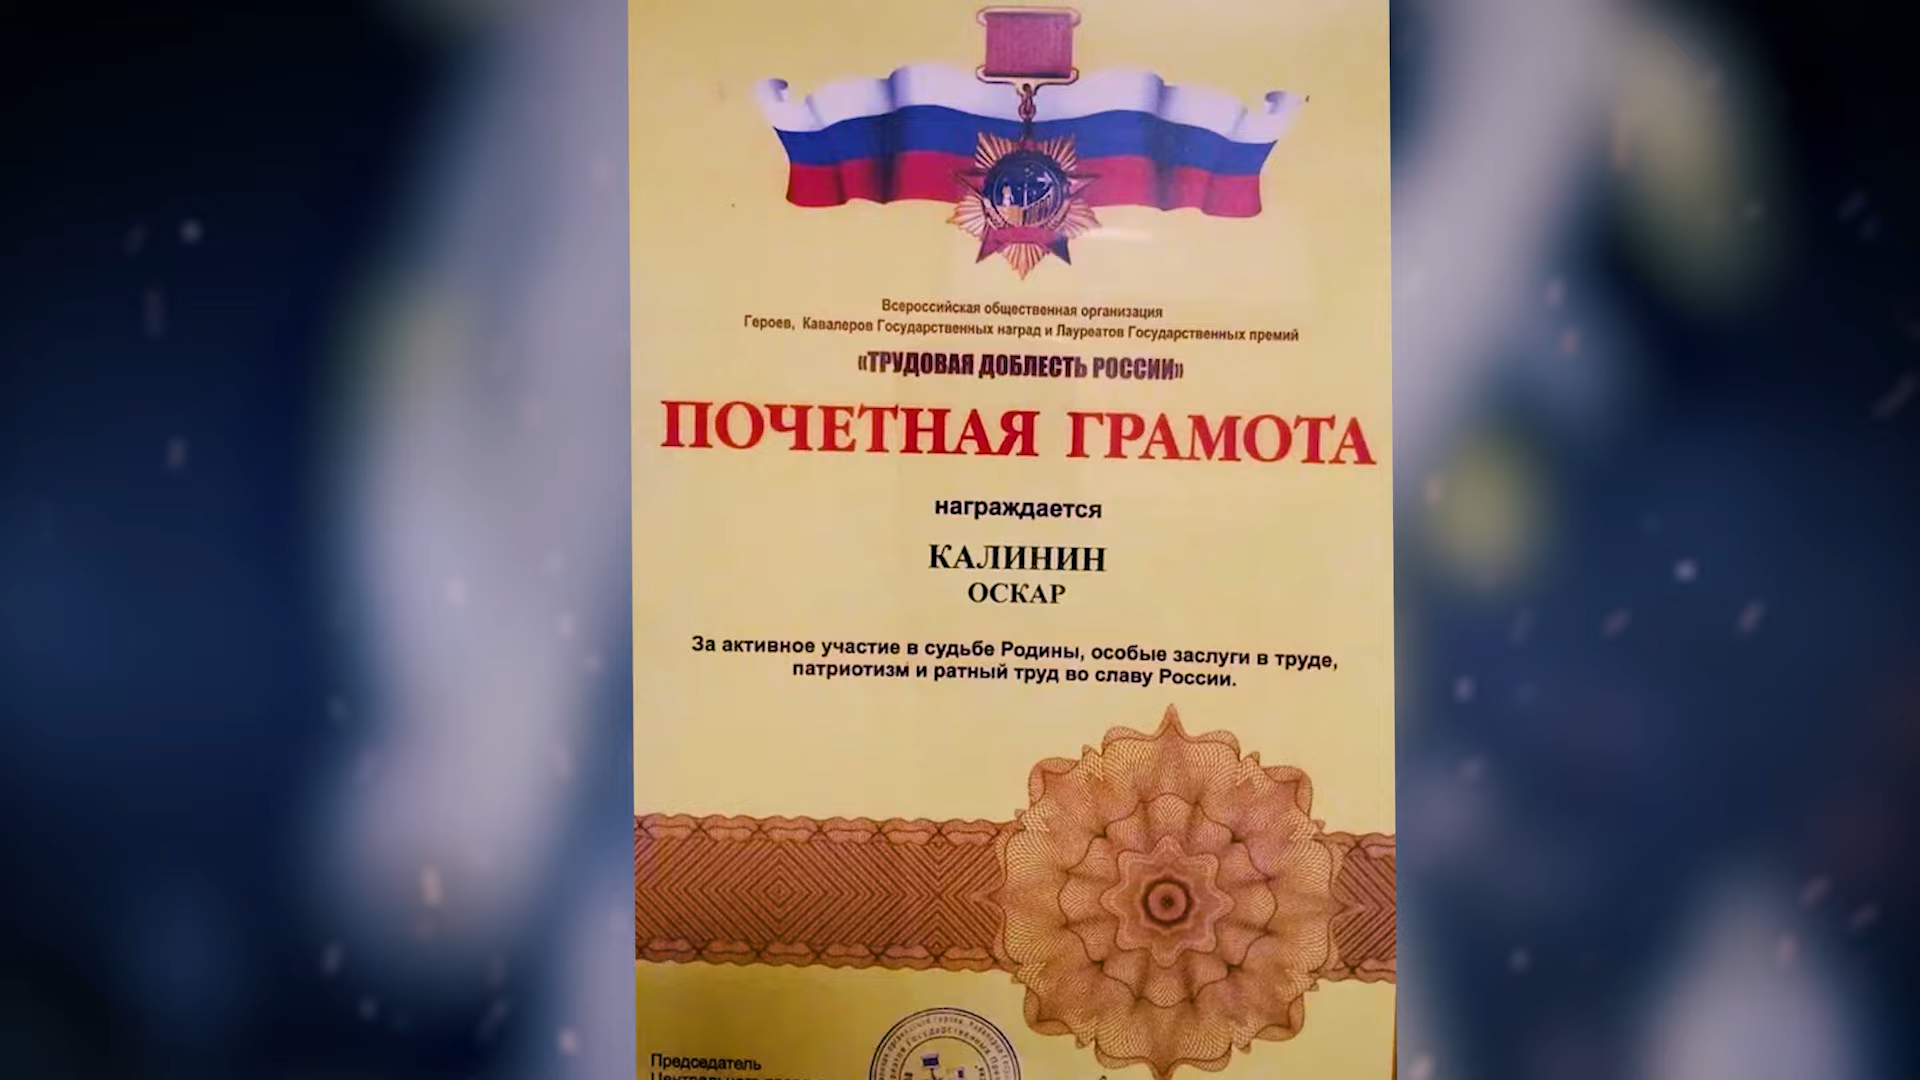 Всероссийская общественная организация
Героев, Кавалеров Государственных наград и Лауреатов Государственных премий
«ТРУДОВАЯ ДОБЛЕСТЬ РОССИИ»
ПОЧЕТНАЯ ГРАМОТА
награждается
КАЛИНИН
ОСКАР
За активное участие в судьбе Родины, особые заслуги в труде,
патриотизм и ратный труд во славу России.
Председатель